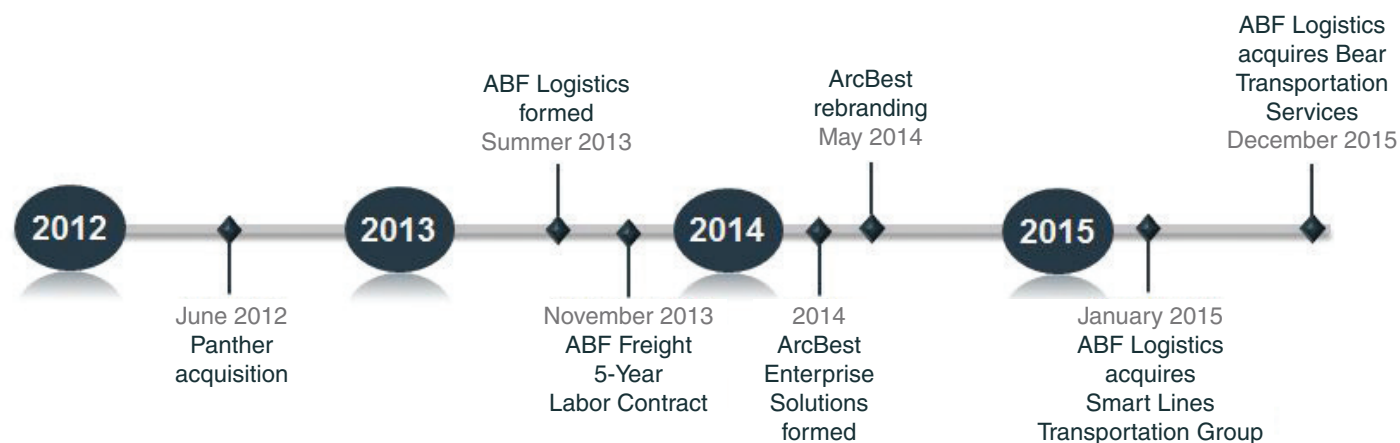 ABF Logistics
acquires Bear
Transportation
Services
December 2015
ABF Logistics
formed
Summer 2013
ArcBest
rebranding
May 2014
2012
2013
2014
2015
June 2012
Panther
acquisition
November 2013
ABF Freight
5-Year
Labor Contract
2014
ArcBest
Enterprise
Solutions
formed
January 2015
ABF Logistics
acquires
Smart Lines
Transportation Group